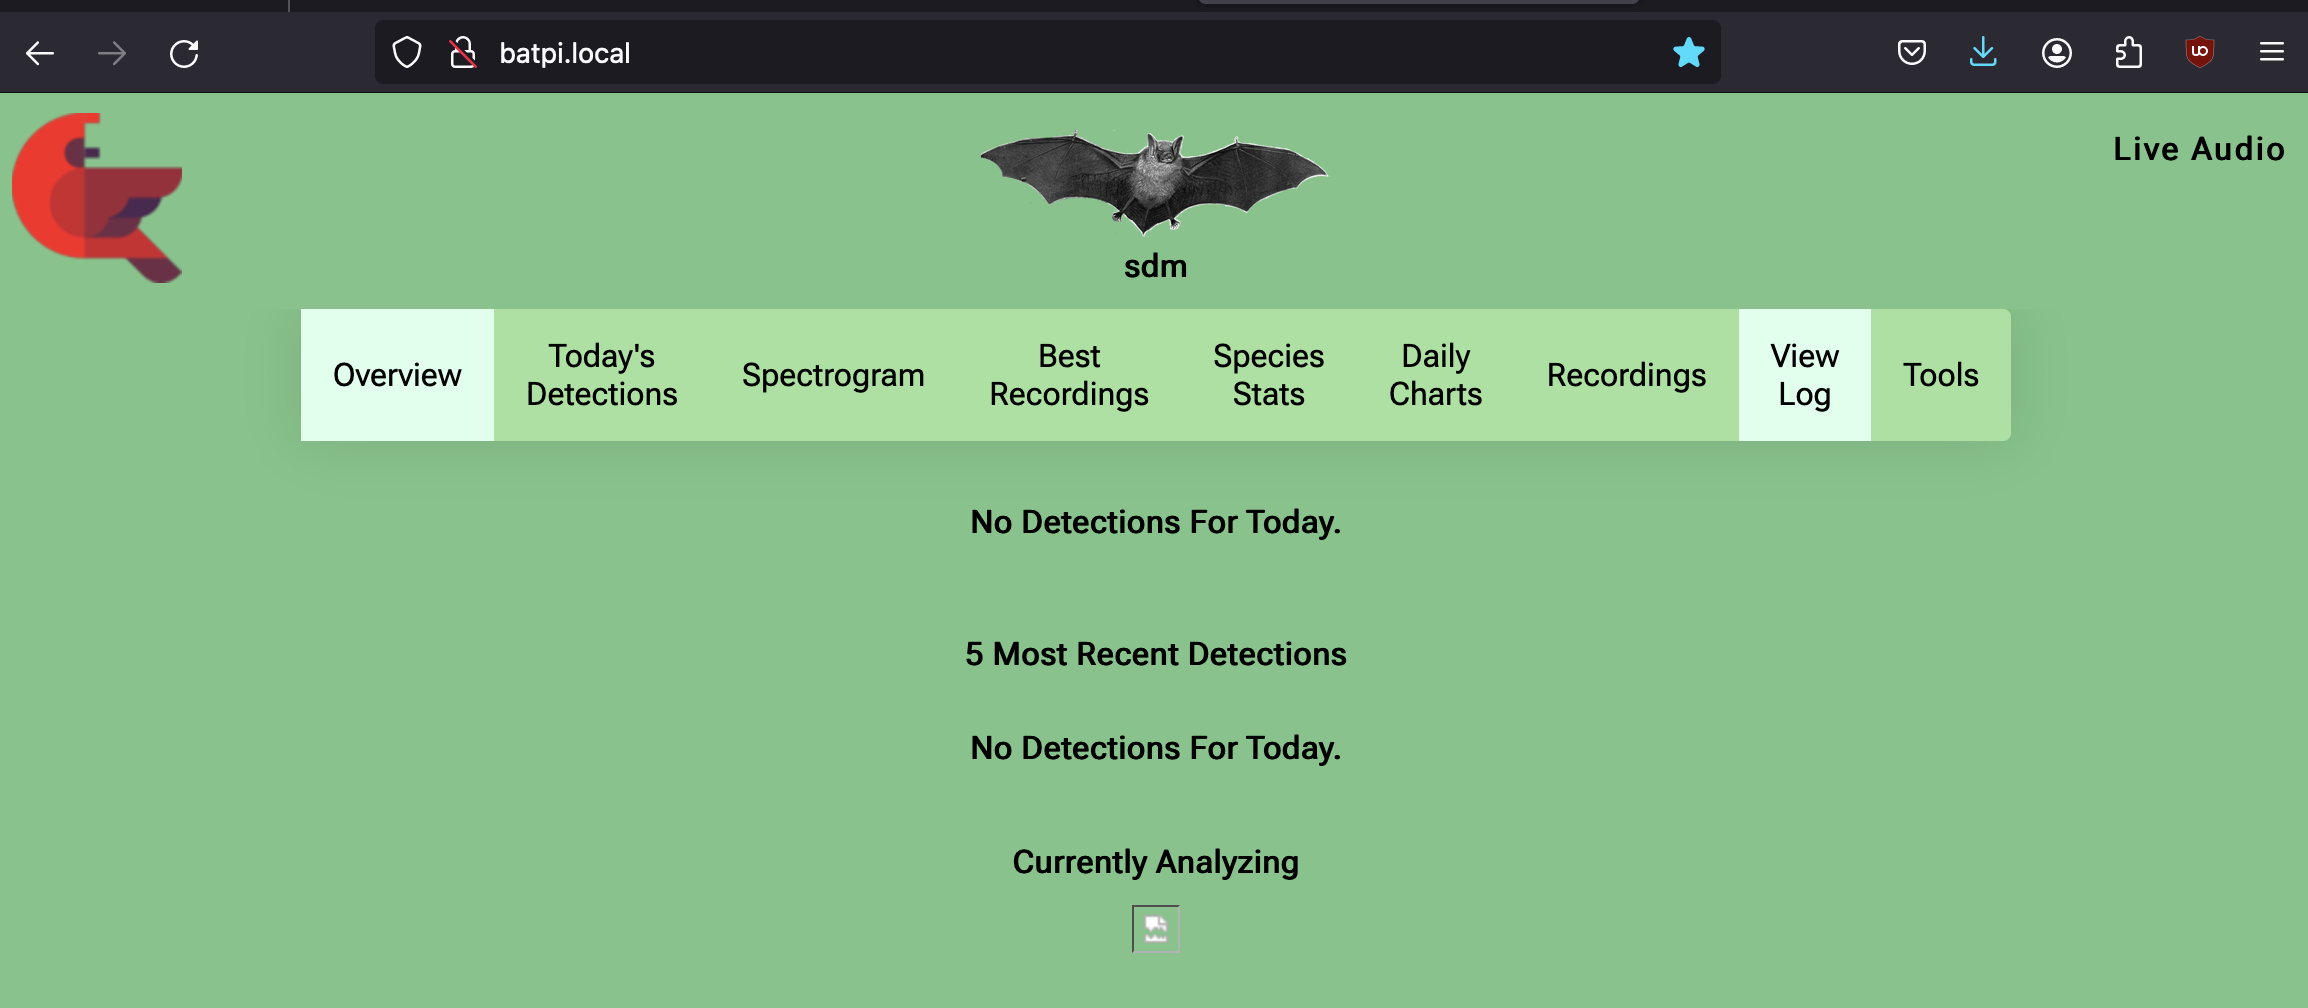 batpi.local
Live Audio
sdm
Overview
Today's
Detections
Spectrogram
Best
Recordings
Species
Stats
Daily
Charts
Recordings
View
Log
Tools
No Detections For Today.
5 Most Recent Detections
No Detections For Today.
Currently Analyzing